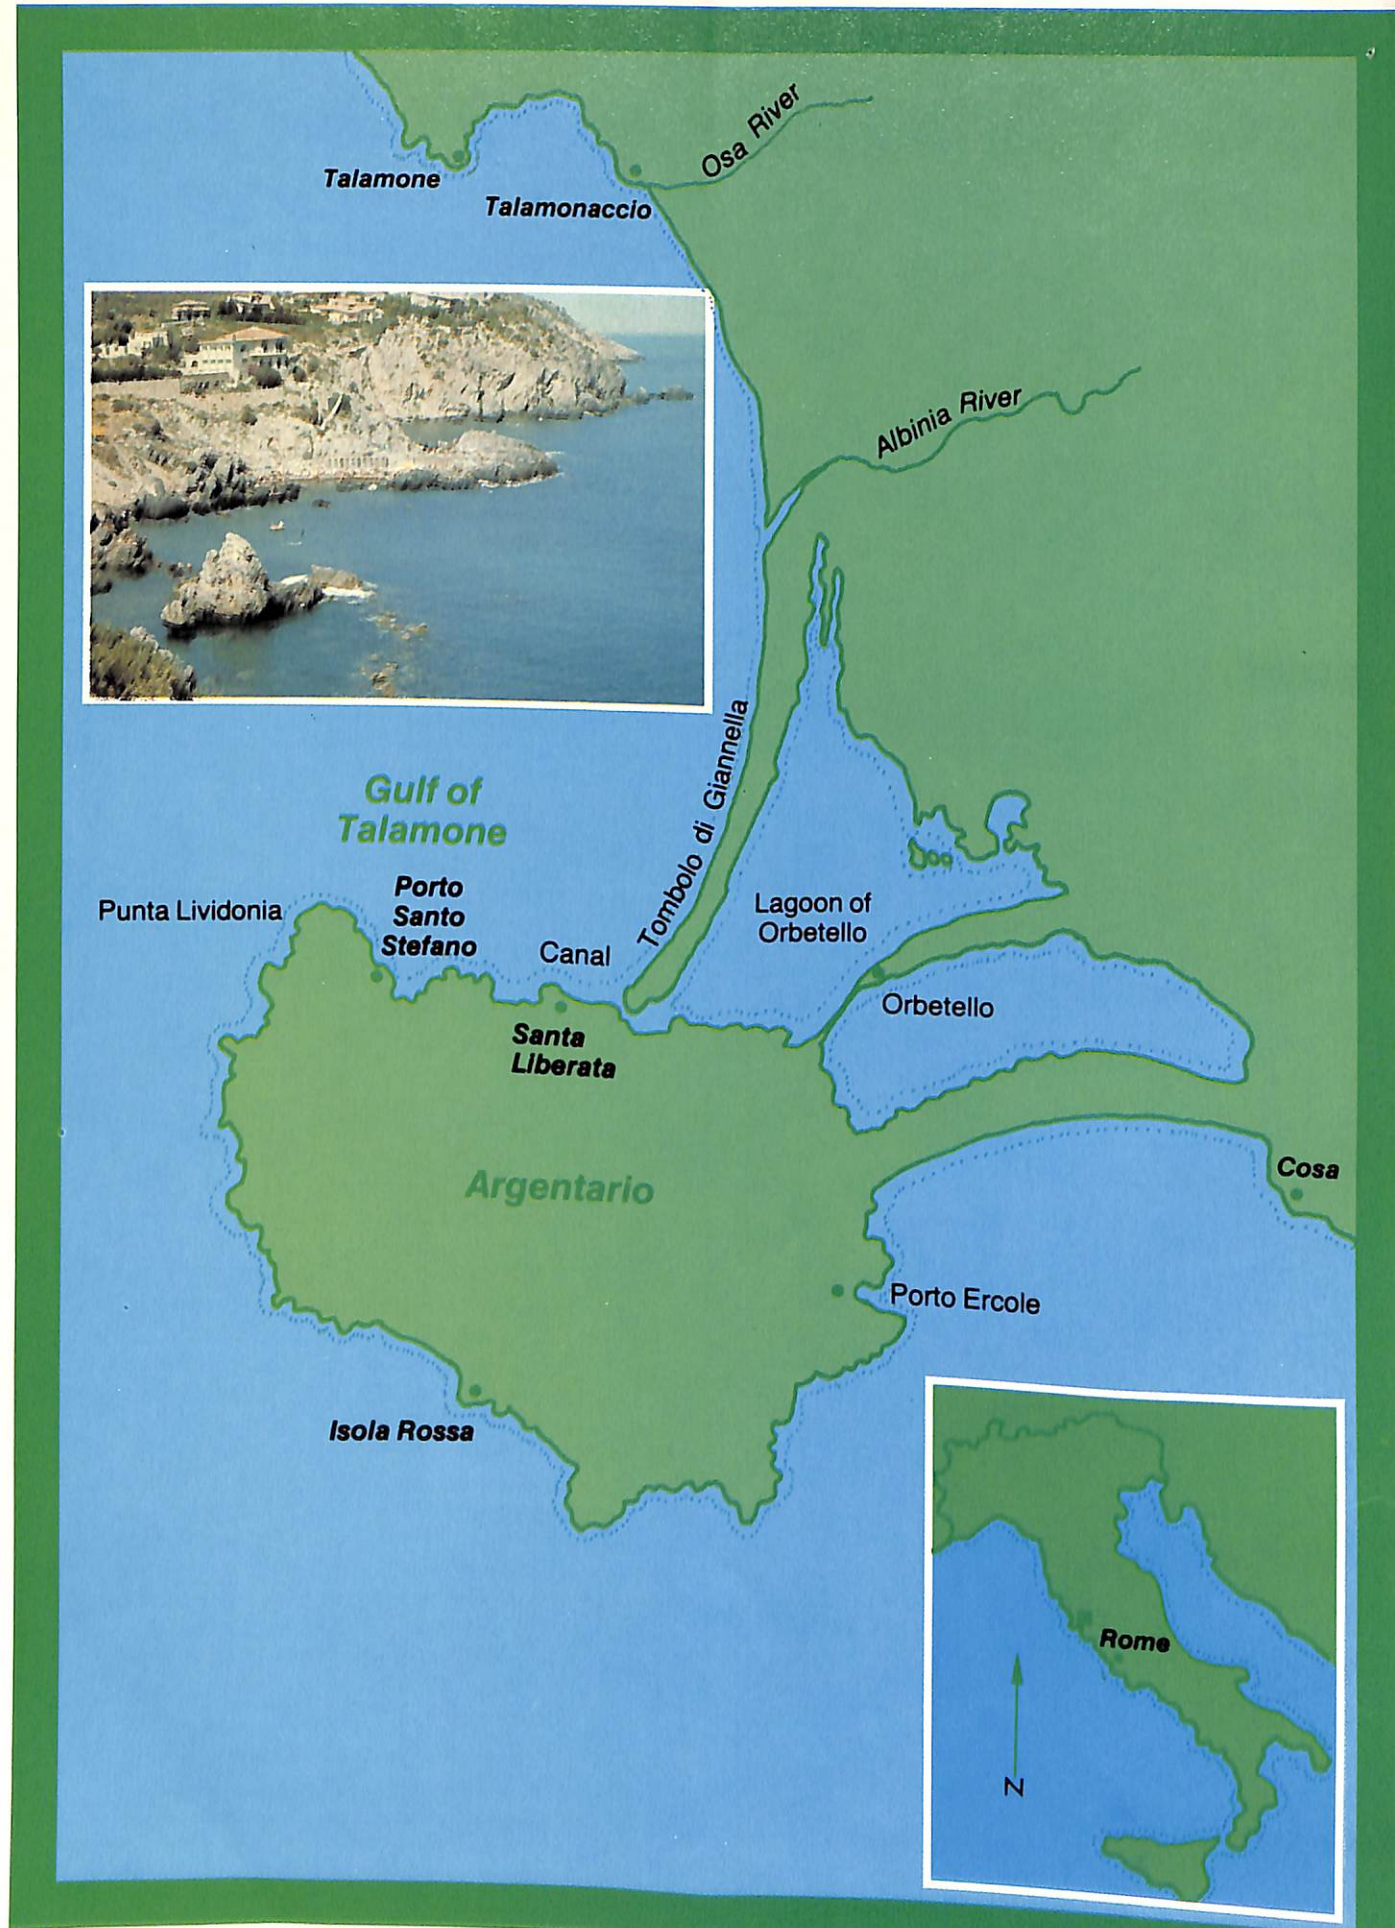 Osa River
Talamone
Talamonaccio
Albinia River
Tombolo di Giannella
Gulf of
Talamone
Porto
Santo
Stefano
Punta Lividonia
Canal
Lagoon of
Orbetello
Orbetello
Santa
Liberata
Argentario
Cosa
Porto Ercole
Isola Rossa
Rome
N